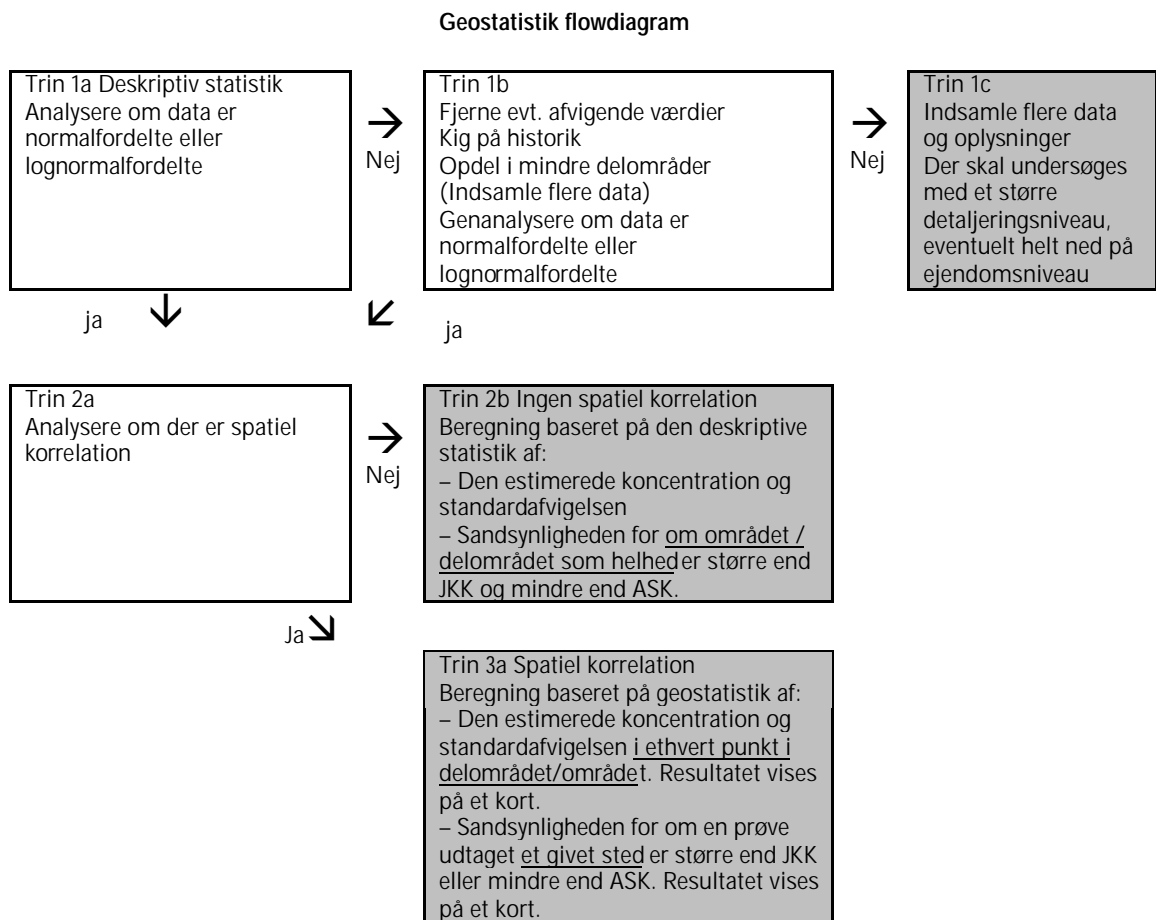 Geostatistik flowdiagram
Trin 1a Deskriptiv statistik
Analysere om data er
normalfordelte eller
lognormalfordelte
Nej
Trin 1b
Fjerne evt. afvigende værdier
Kig på historik
Opdel i mindre delområder
(Indsamle flere data)
Genanalysere om data er
normalfordelte eller
lognormalfordelte
Nej
Trin 1c
Indsamle flere data
og oplysninger
Der skal undersøges
med et større
detaljeringsniveau,
eventuelt helt ned på
ejendomsniveau
ja
ja
Trin 2a
Analysere om der er spatiel
korrelation
Nej
Trin 2b Ingen spatiel korrelation
Beregning baseret på den deskriptive
statistik af:
– Den estimerede koncentration og
standardafvigelsen
– Sandsynligheden for om området /
delområdet som helhed er større end
JKK og mindre end ASK.
Ja
Trin 3a Spatiel korrelation
Beregning baseret på geostatistik af:
– Den estimerede koncentration og
standardafvigelsen i ethvert punkt i
delområdet/området. Resultatet vises
på et kort.
– Sandsynligheden for om en prøve
udtaget et givet sted er større end JKK
eller mindre end ASK. Resultatet vises
på et kort.